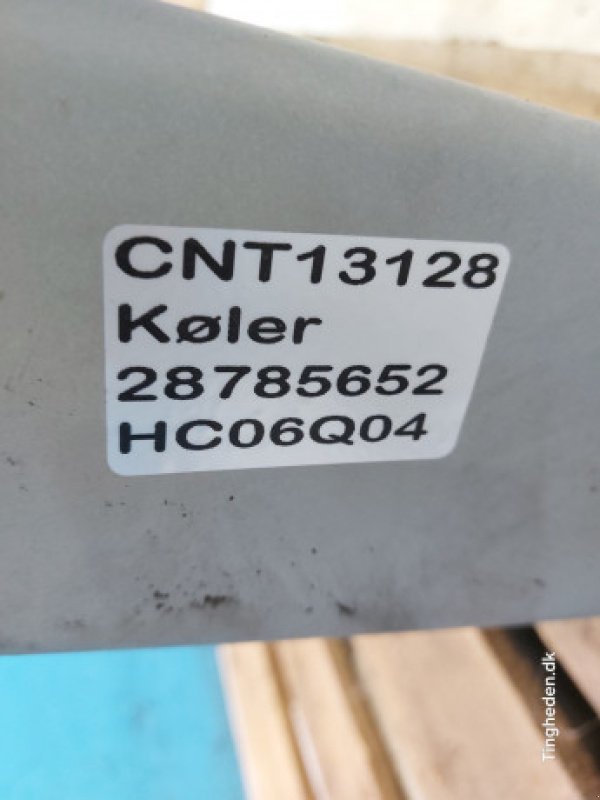 CNT13128
Køler
28785652
HC06Q04
Tingheden.dk